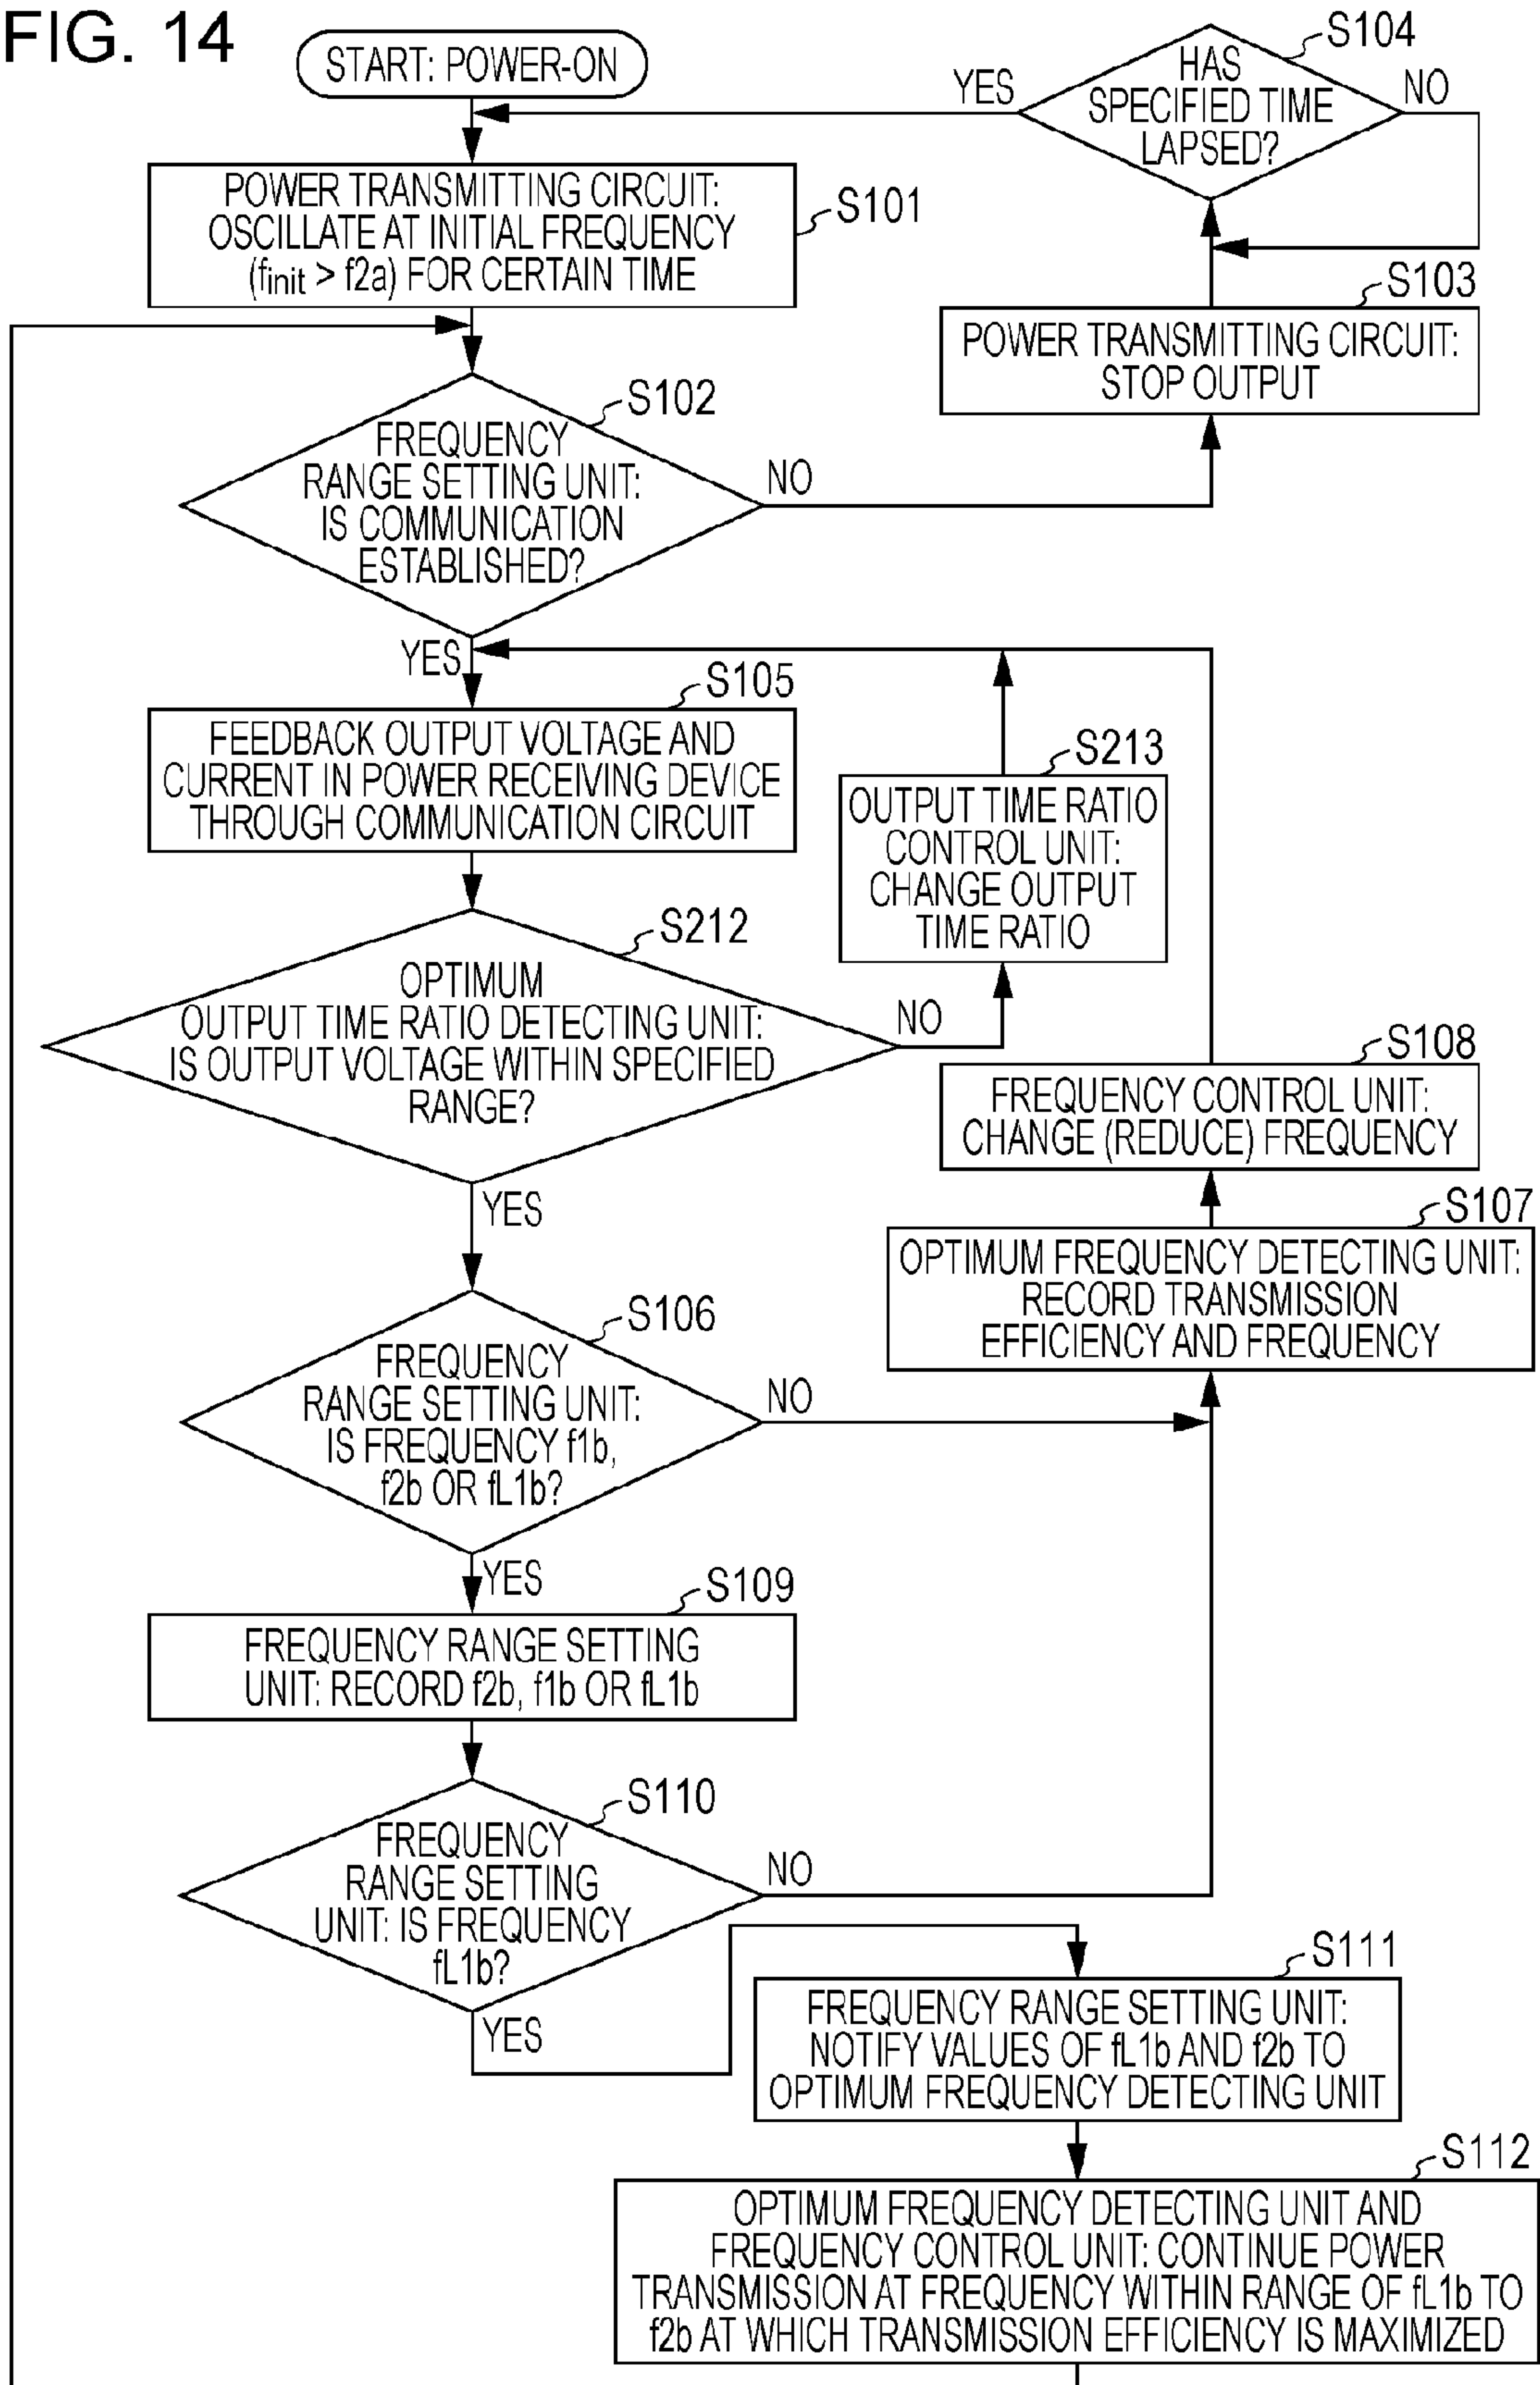 FIG. 14
START: POWER-ON
POWER TRANSMITTING CIRCUIT:
OSCILLATE AT INITIAL FREQUENCY
(finit > f2a) FOR CERTAIN TIME
S101
FREQUENCY
RANGE SETTING UNIT:
IS COMMUNICATION
ESTABLISHED?
S102
NO
YES
POWER TRANSMITTING CIRCUIT:
STOP OUTPUT
S103
HAS
SPECIFIED TIME
LAPSED?
S104
YES
NO
FEEDBACK OUTPUT VOLTAGE AND
CURRENT IN POWER RECEIVING DEVICE
THROUGH COMMUNICATION CIRCUIT
S105
OPTIMUM
OUTPUT TIME RATIO DETECTING UNIT:
IS OUTPUT VOLTAGE WITHIN SPECIFIED
RANGE?
S212
NO
YES
OUTPUT TIME RATIO
CONTROL UNIT:
CHANGE OUTPUT
TIME RATIO
S213
FREQUENCY
RANGE SETTING UNIT:
IS FREQUENCY f1b,
f2b OR fL1b?
S106
NO
YES
OPTIMUM FREQUENCY DETECTING UNIT:
RECORD TRANSMISSION
EFFICIENCY AND FREQUENCY
S107
FREQUENCY CONTROL UNIT:
CHANGE (REDUCE) FREQUENCY
S108
FREQUENCY RANGE SETTING
UNIT: RECORD f2b, f1b OR fL1b
S109
FREQUENCY
RANGE SETTING
UNIT: IS FREQUENCY
fL1b?
S110
NO
YES
FREQUENCY RANGE SETTING UNIT:
NOTIFY VALUES OF fL1b AND f2b TO
OPTIMUM FREQUENCY DETECTING UNIT
S111
OPTIMUM FREQUENCY DETECTING UNIT AND
FREQUENCY CONTROL UNIT: CONTINUE POWER
TRANSMISSION AT FREQUENCY WITHIN RANGE OF fL1b TO
f2b AT WHICH TRANSMISSION EFFICIENCY IS MAXIMIZED
S112